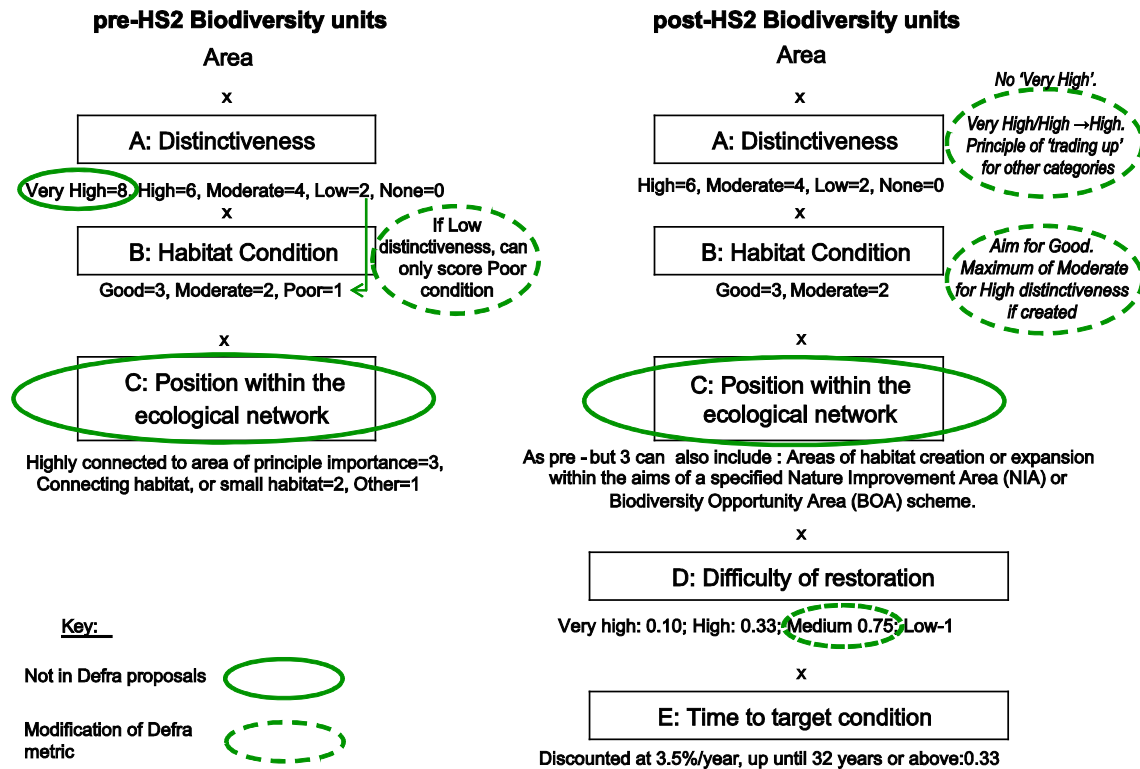 pre-HS2 Biodiversity units
Area
x
A: Distinctiveness
Very High=8, High=6, Moderate=4, Low=2, None=0
x
B: Habitat Condition
If Low
distinctiveness, can
only score Poor
condition
Good=3, Moderate=2, Poor=1
x
C: Position within the
ecological network
Highly connected to area of principle importance=3,
Connecting habitat, or small habitat=2, Other=1
Key:
Not in Defra proposals
Modification of Defra
metric
post-HS2 Biodiversity units
Area
x
No 'Very High'.
Very High/High →High.
Principle of 'trading up'
for other categories
A: Distinctiveness
High=6, Moderate=4, Low=2, None=0
x
B: Habitat Condition
Aim for Good.
Maximum of Moderate
for High distinctiveness
if created
Good=3, Moderate=2
x
C: Position within the
ecological network
As pre - but 3 can also include : Areas of habitat creation or expansion
within the aims of a specified Nature Improvement Area (NIA) or
Biodiversity Opportunity Area (BOA) scheme.
x
D: Difficulty of restoration
Very high: 0.10; High: 0.33; Medium 0.75; Low-1
x
E: Time to target condition
Discounted at 3.5%/year, up until 32 years or above:0.33